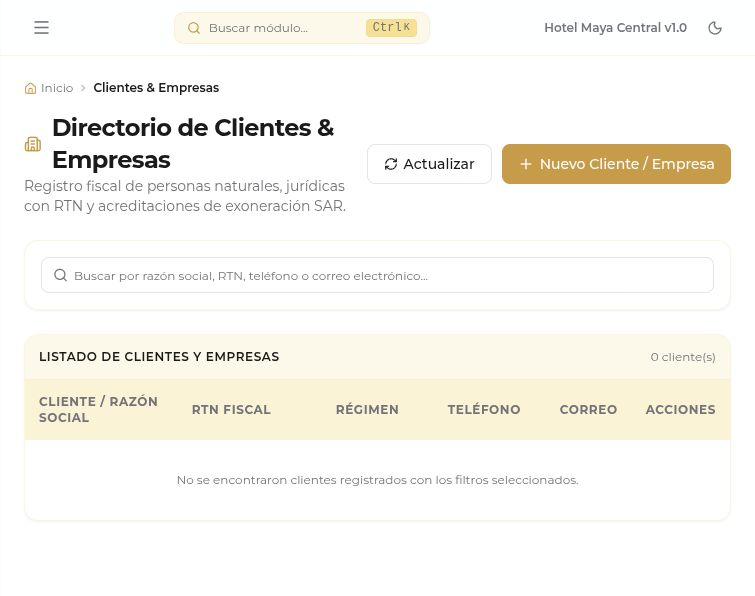 Buscar módulo...
Ctrl K
Hotel Maya Central v1.0
Inicio
Clientes & Empresas
Directorio de Clientes &
Empresas
Registro fiscal de personas naturales, jurídicas
con RTN y acreditaciones de exoneración SAR.
Actualizar
Nuevo Cliente / Empresa
Buscar por razón social, RTN, teléfono o correo electrónico...
LISTADO DE CLIENTES Y EMPRESAS
0 cliente(s)
CLIENTE / RAZÓN
SOCIAL
RTN FISCAL
RÉGIMEN
TELÉFONO
CORREO
ACCIONES
No se encontraron clientes registrados con los filtros seleccionados.